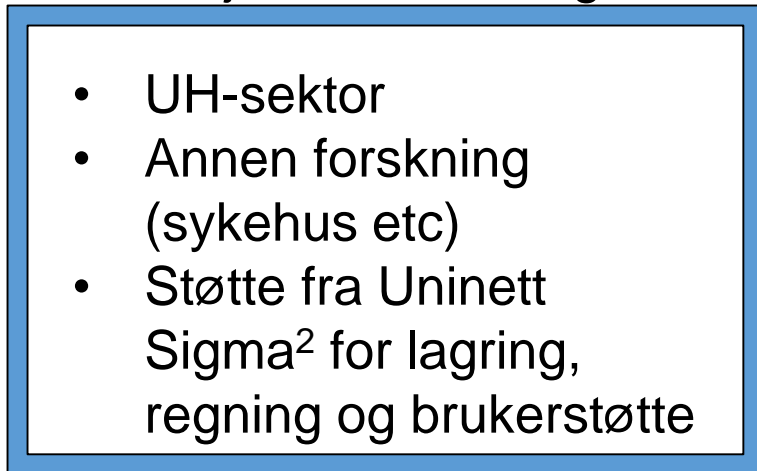 • UH-sektor
• Annen forskning
(sykehus etc)
• Støtte fra Uninett
Sigma² for lagring,
regning og brukerstøtte